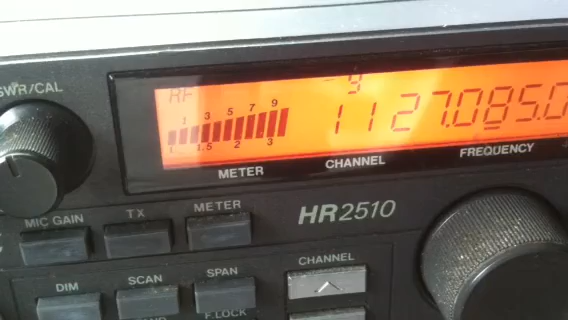 SWR/CAL
RF
9
1 3 5 7 9
11 27.085.0
1 1.5 2 3
METER CHANNEL FREQUENCY
MIC GAIN TX METER HR2510
DIM SCAN SPAN CHANNEL
F.LOCK